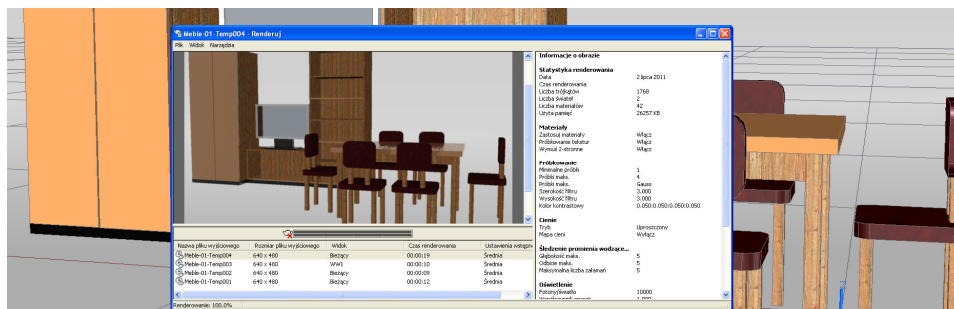 Meble-01-Temp004 - Renderuj
Plik Widok Narzędzia
Informacje o obrazie
Statystyka renderowania
Data 2 lipca 2011
Czas renderowania
Liczba trójkątów 1768
Liczba świateł 2
Liczba materiałów 42
Użyta pamięć 26257 KB
Materiały
Zastosuj materiały Włącz
Próbkowanie tekstur Włącz
Wymuś 2-stronne Włącz
Próbkowanie
Minimalne próbki 1
Próbki maks. 4
Próbki maks. Gauss
Szerokość filtru 3.000
Wysokość filtru 3.000
Kolor kontrastowy 0.050:0.050:0.050:0.050
Cienie
Tryb Uproszczony
Mapa cieni Wyłącz
Śledzenie promienia wodzące...
Głębokość maks. 5
Odbicie maks. 5
Maksymalna liczba załamań 5
Oświetlenie
Fotony/światło 10000
Nazwa pliku wyjściowego Rozmiar pliku wyjściowego Widok Czas renderowania Ustawienia wstępn
Meble-01-Temp004 640 x 480 Bieżący 00:00:19 Średnia
Meble-01-Temp003 640 x 480 WW1 00:00:10 Średnia
Meble-01-Temp002 640 x 480 Bieżący 00:00:09 Średnia
Meble-01-Temp001 640 x 480 Bieżący 00:00:12 Średnia
Renderowanie: 100.0%